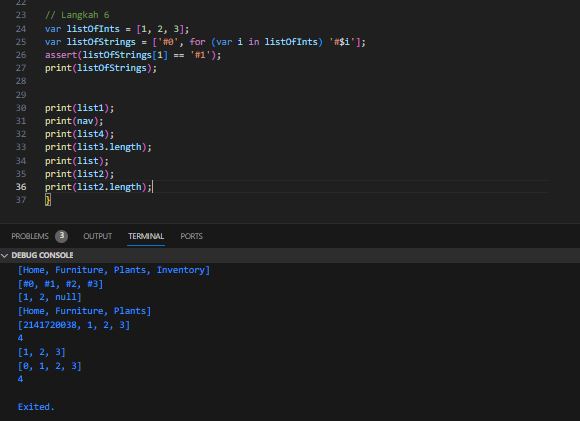 22
23 // Langkah 6
24 var listOfInts = [1, 2, 3];
25 var listOfStrings = ['#0', for (var i in listOfInts) '#$i'];
26 assert(listOfStrings[1] == '#1');
27 print(listOfStrings);
28
29
30 print(list1);
31 print(nav);
32 print(list4);
33 print(list3.length);
34 print(list);
35 print(list2);
36 print(list2.length);
37 }
PROBLEMS 3 OUTPUT TERMINAL PORTS
DEBUG CONSOLE
[Home, Furniture, Plants, Inventory]
[#0, #1, #2, #3]
[1, 2, null]
[Home, Furniture, Plants]
[2141720038, 1, 2, 3]
4
[1, 2, 3]
[0, 1, 2, 3]
4
Exited.